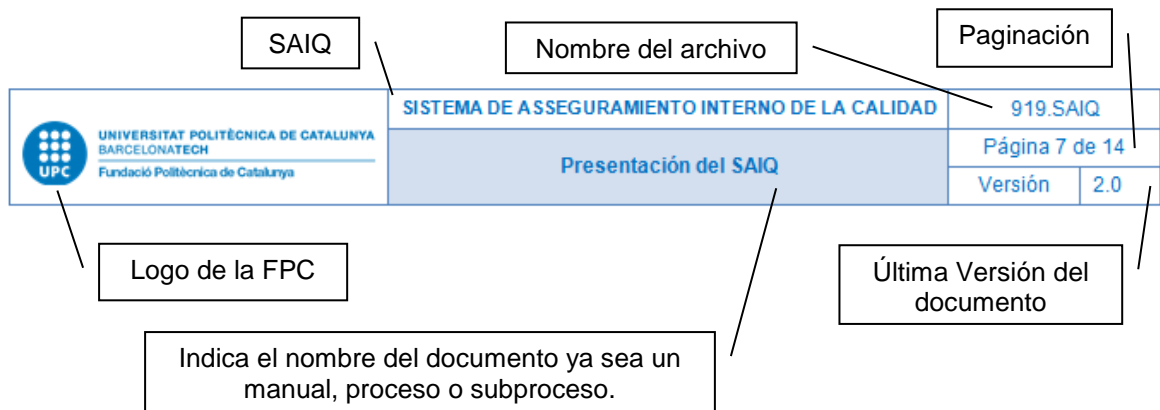 SAIQ
Nombre del archivo
Paginación
UNIVERSITAT POLITÈCNICA DE CATALUNYA
BARCELONATECH
Fundació Politècnica de Catalunya
UPC
SISTEMA DE ASSEGURAMIENTO INTERNO DE LA CALIDAD
Presentación del SAIQ
919.SAIQ
Página 7 de 14
Versión 2.0
Logo de la FPC
Última Versión del
documento
Indica el nombre del documento ya sea un
manual, proceso o subproceso.